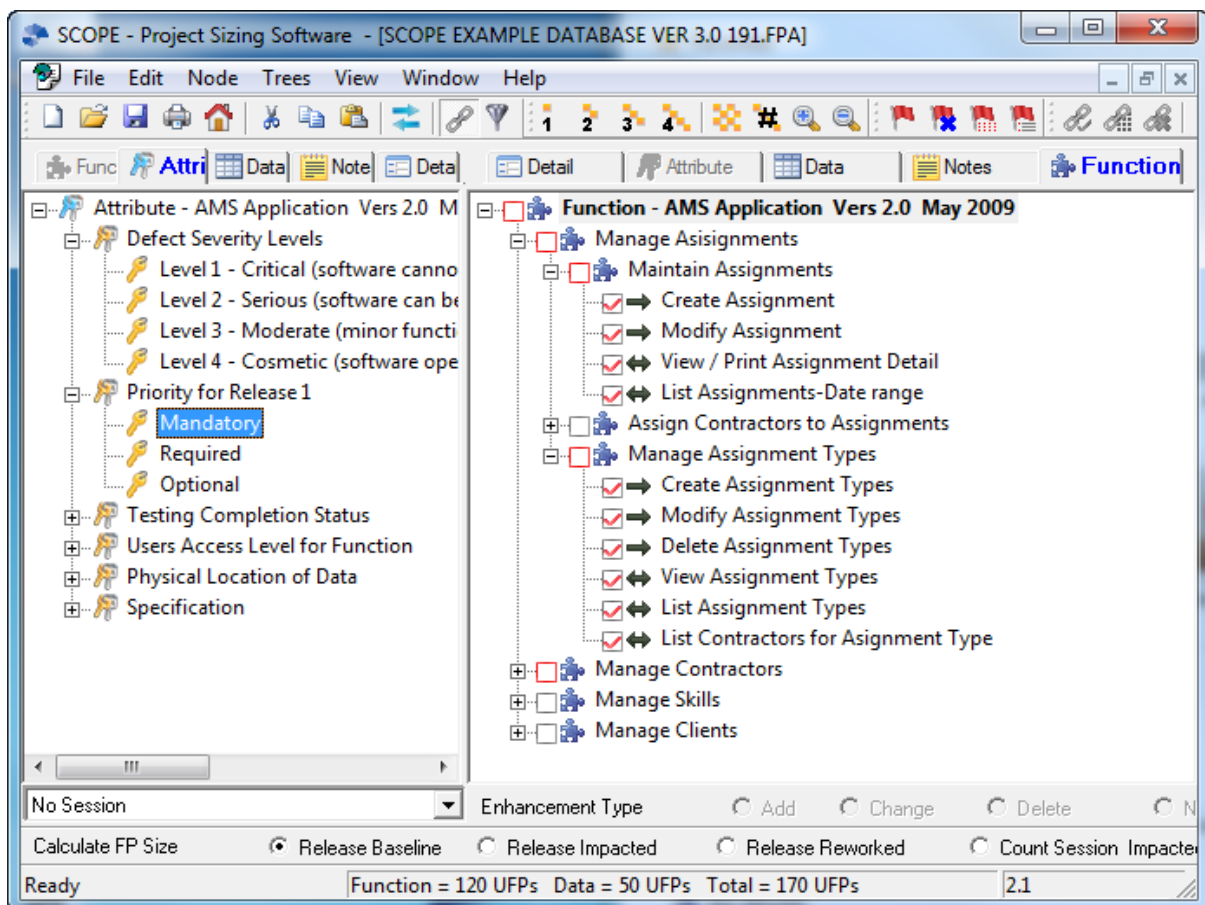 SCOPE - Project Sizing Software - [SCOPE EXAMPLE DATABASE VER 3.0 191.FPA]
File Edit Node Trees View Window Help
1 2 3 4 #
Func Attri Data Note Detal Detail Attribute Data Notes Function
Attribute - AMS Application Vers 2.0 M
Defect Severity Levels
Level 1 - Critical (software canno
Level 2 - Serious (software can be
Level 3 - Moderate (minor functi
Level 4 - Cosmetic (software ope
Priority for Release 1
Mandatory
Required
Optional
Testing Completion Status
Users Access Level for Function
Physical Location of Data
Specification
Function - AMS Application Vers 2.0 May 2009
Manage Asisignments
Maintain Assignments
Create Assignment
Modify Assignment
View / Print Assignment Detail
List Assignments-Date range
Assign Contractors to Assignments
Manage Assignment Types
Create Assignment Types
Modify Assignment Types
Delete Assignment Types
View Assignment Types
List Assignment Types
List Contractors for Asignment Type
Manage Contractors
Manage Skills
Manage Clients
No Session Enhancement Type Add Change Delete N
Calculate FP Size Release Baseline Release Impacted Release Reworked Count Session Impacte
Ready Function = 120 UFPs Data = 50 UFPs Total = 170 UFPs 2.1